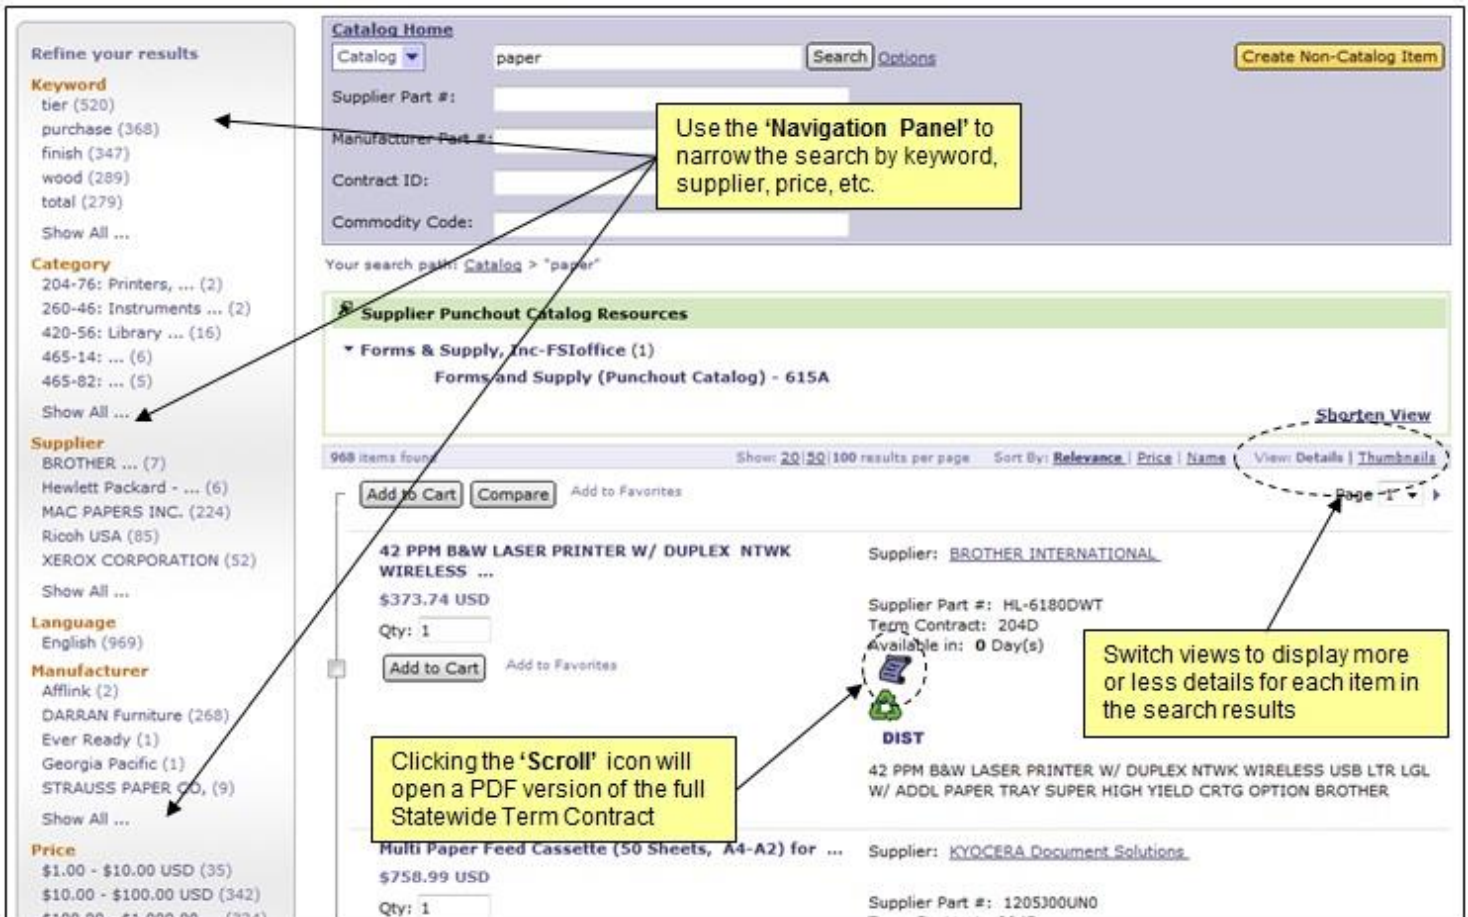 Refine your results
Keyword
tier (520)
purchase (368)
finish (347)
wood (289)
total (279)
Show All ...
Category
204-76: Printers, ... (2)
260-46: Instruments ... (2)
420-56: Library ... (16)
465-14: ... (6)
465-82: ... (5)
Show All ...
Supplier
BROTHER ... (7)
Hewlett Packard - ... (6)
MAC PAPERS INC. (224)
Ricoh USA (85)
XEROX CORPORATION (52)
Show All ...
Language
English (969)
Manufacturer
Afflink (2)
DARRAN Furniture (268)
Ever Ready (1)
Georgia Pacific (1)
STRAUSS PAPER CO, (9)
Show All ...
Price
$1.00 - $10.00 USD (35)
$10.00 - $100.00 USD (342)
Catalog Home
Catalog paper Search Options Create Non-Catalog Item
Supplier Part #:
Manufacturer Part #:
Contract ID:
Commodity Code:
Use the ‘Navigation Panel’ to
narrow the search by keyword,
supplier, price, etc.
Your search path: Catalog > "paper"
Supplier Punchout Catalog Resources
Forms & Supply, Inc-FSIoffice (1)
Forms and Supply (Punchout Catalog) - 615A
Shorten View
968 items found Show: 20|50|100 results per page Sort By: Relevance | Price | Name View: Details | Thumbnails
Add to Cart Compare Add to Favorites Page 1
42 PPM B&W LASER PRINTER W/ DUPLEX NTWK
WIRELESS ...
$373.74 USD
Qty: 1
Add to Cart Add to Favorites
Supplier: BROTHER INTERNATIONAL
Supplier Part #: HL-6180DWT
Term Contract: 204D
Available in: 0 Day(s)
DIST
42 PPM B&W LASER PRINTER W/ DUPLEX NTWK WIRELESS USB LTR LGL
W/ ADDL PAPER TRAY SUPER HIGH YIELD CRTG OPTION BROTHER
Switch views to display more
or less details for each item in
the search results
Clicking the ‘Scroll’ icon will
open a PDF version of the full
Statewide Term Contract
Multi Paper Feed Cassette (50 Sheets, A4-A2) for ...
$758.99 USD
Qty: 1
Supplier: KYOCERA Document Solutions
Supplier Part #: 1205J00UN0